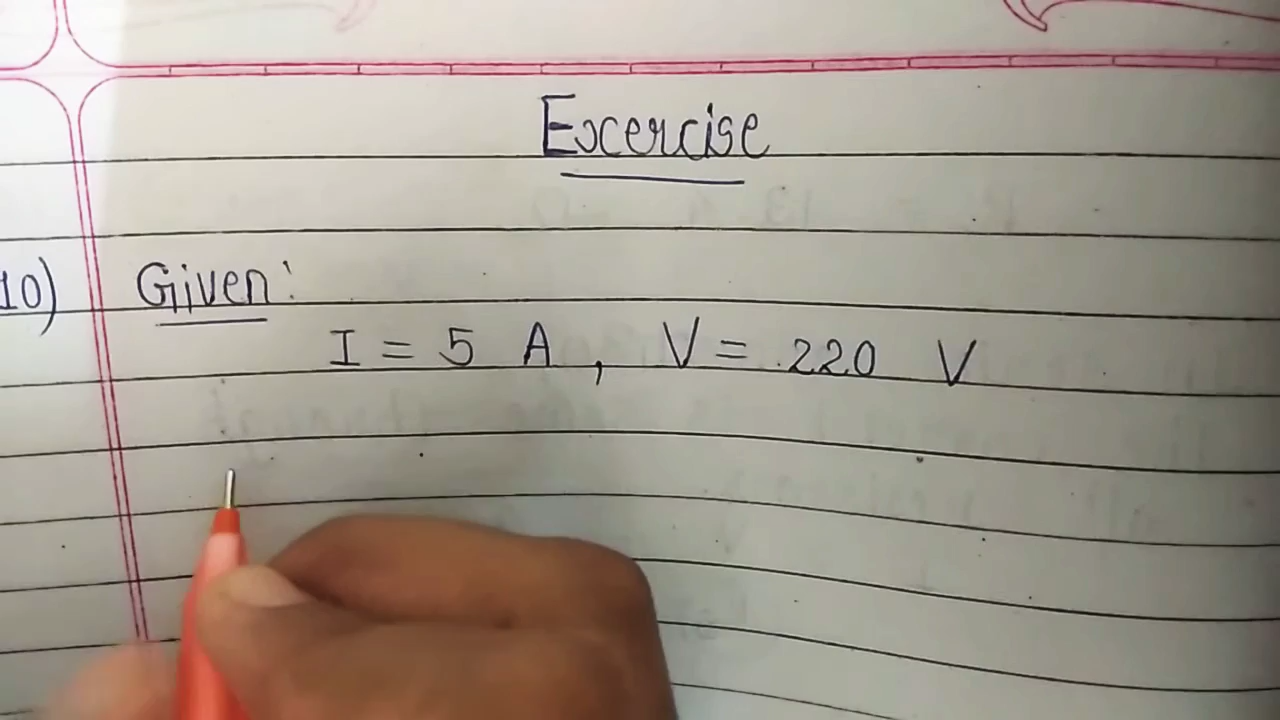 Excercise
10) Given:
I = 5 A , V = 220 V